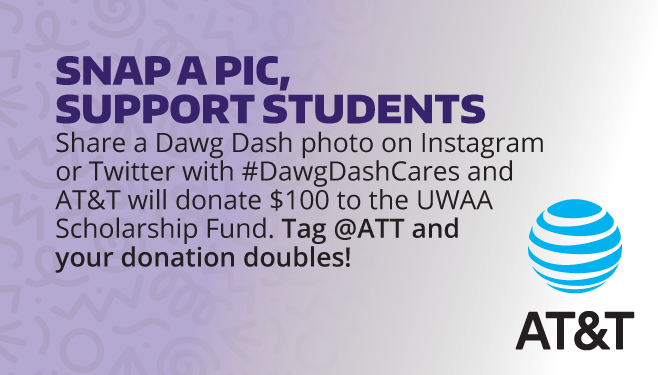 SNAP A PIC,
SUPPORT STUDENTS
Share a Dawg Dash photo on Instagram
or Twitter with #DawgDashCares and
AT&T will donate $100 to the UWAA
Scholarship Fund. Tag @ATT and
your donation doubles!
AT&T